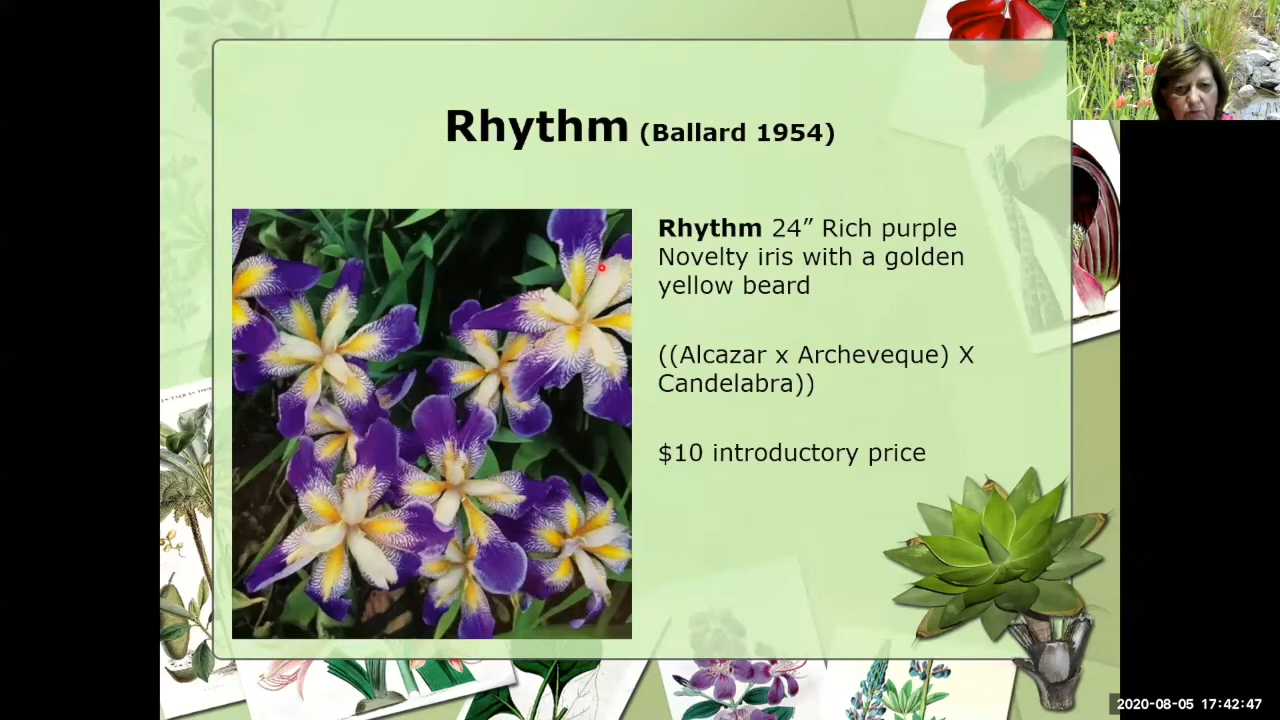 Rhythm (Ballard 1954)
Rhythm 24” Rich purple
Novelty iris with a golden
yellow beard
((Alcazar x Archeveque) X
Candelabra))
$10 introductory price
2020-08-05 17:42:47